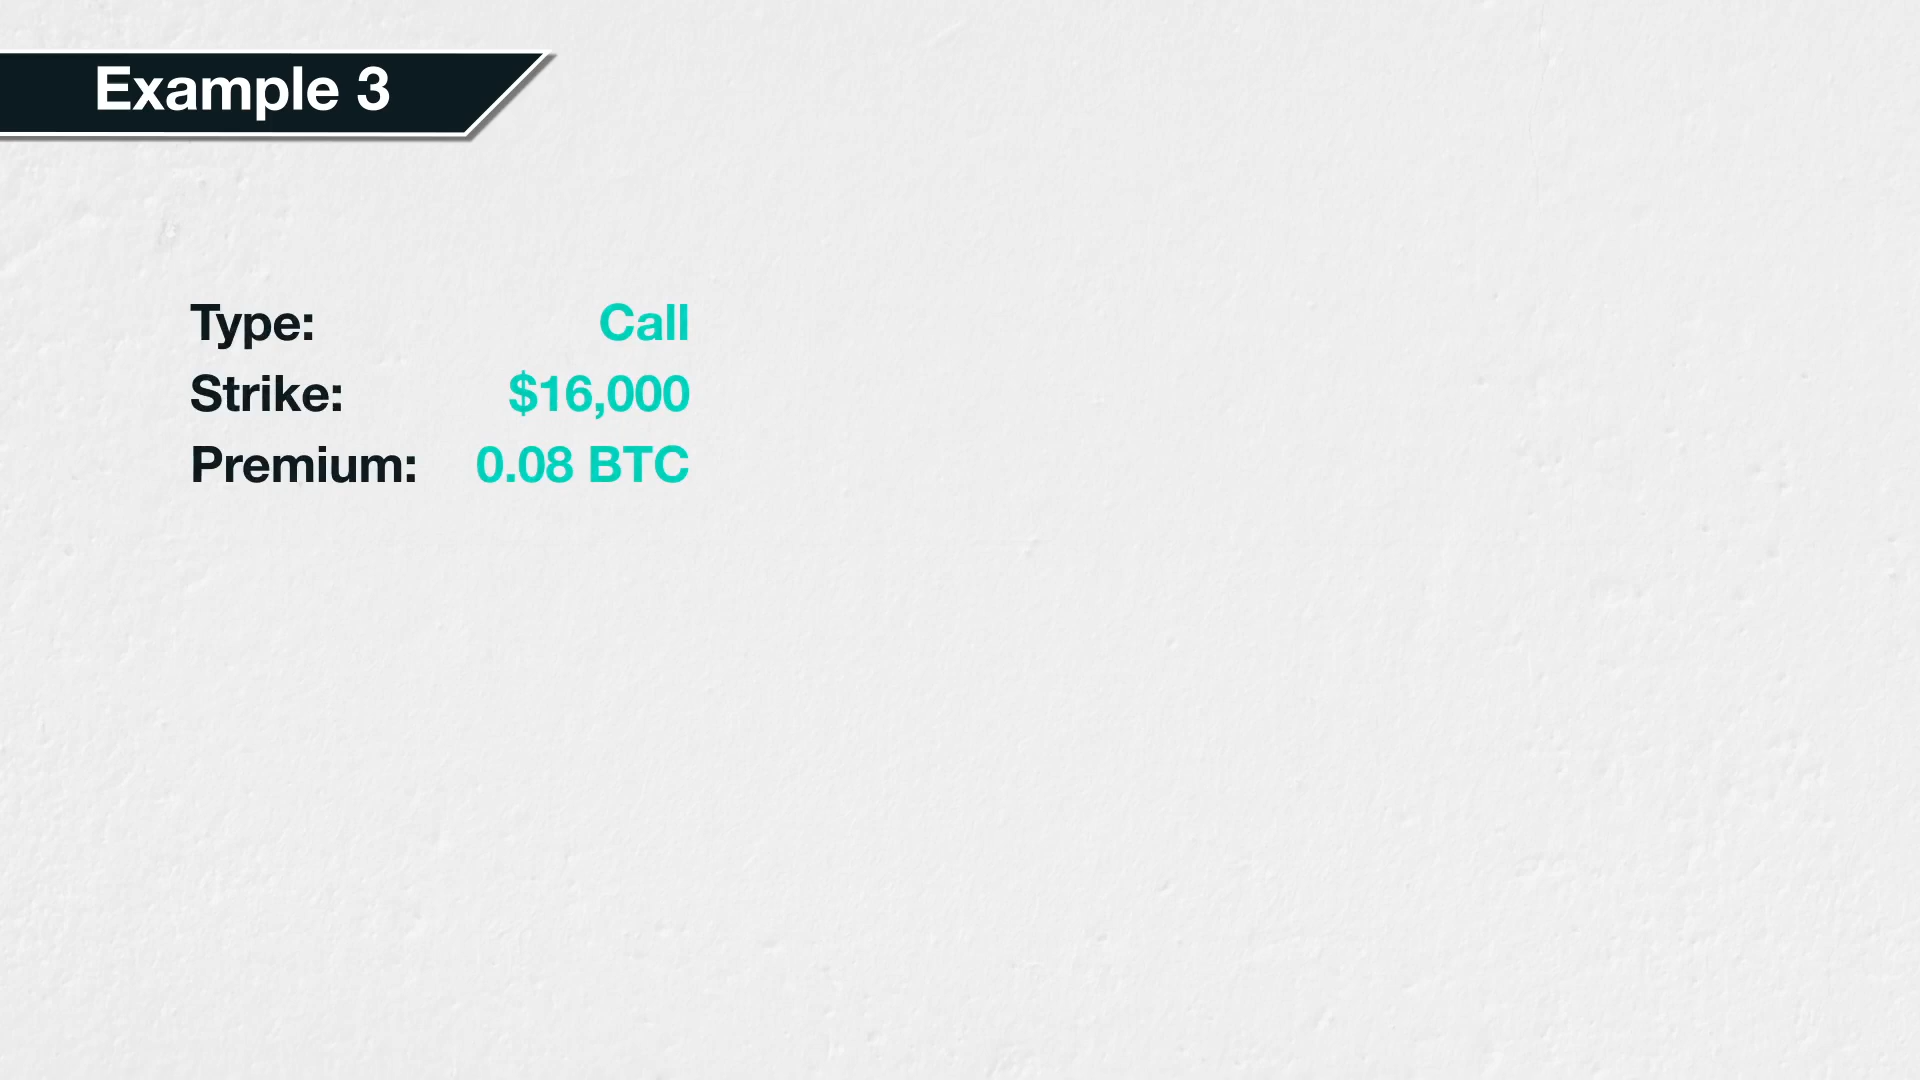 Example 3
Type: Call
Strike: $16,000
Premium: 0.08 BTC